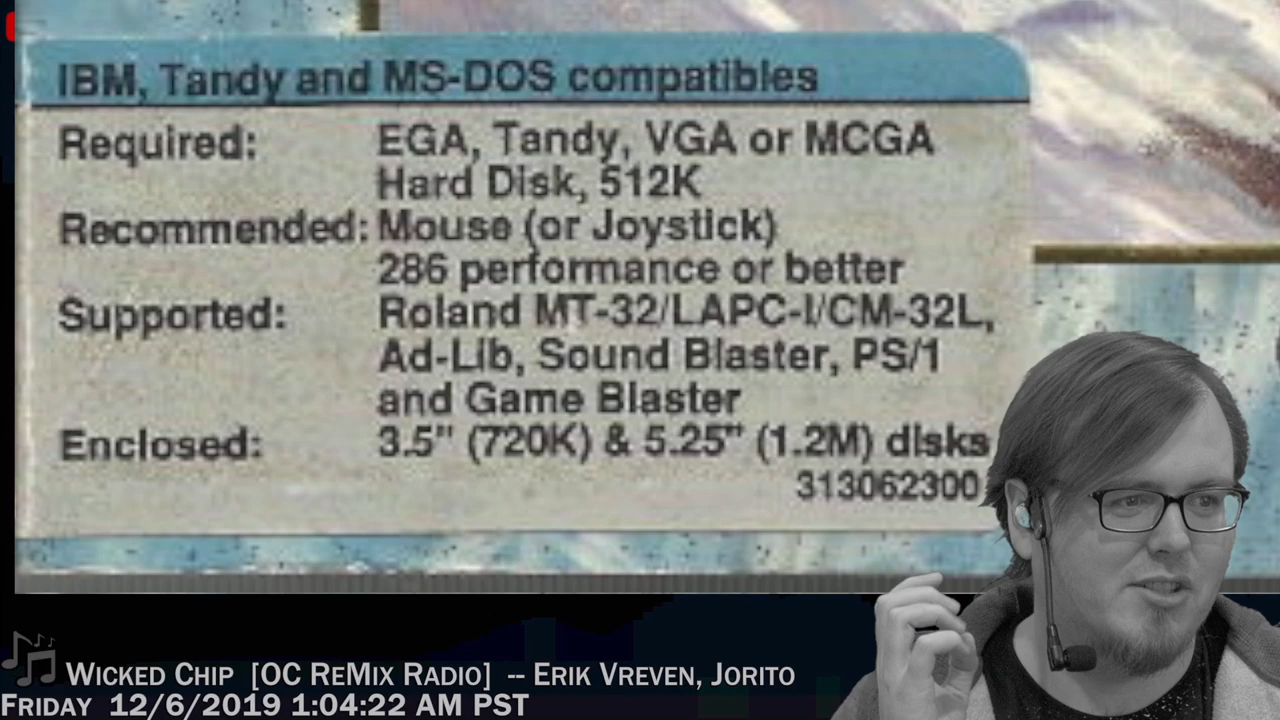 IBM, Tandy and MS-DOS compatibles
Required: EGA, Tandy, VGA or MCGA
Hard Disk, 512K
Recommended: Mouse (or Joystick)
286 performance or better
Supported: Roland MT-32/LAPC-I/CM-32L,
Ad-Lib, Sound Blaster, PS/1
and Game Blaster
Enclosed: 3.5" (720K) & 5.25" (1.2M) disks
313062300
WICKED CHIP [OC REMIX RADIO] -- ERIK VREVEN, JORITO
FRIDAY 12/6/2019 1:04:22 AM PST